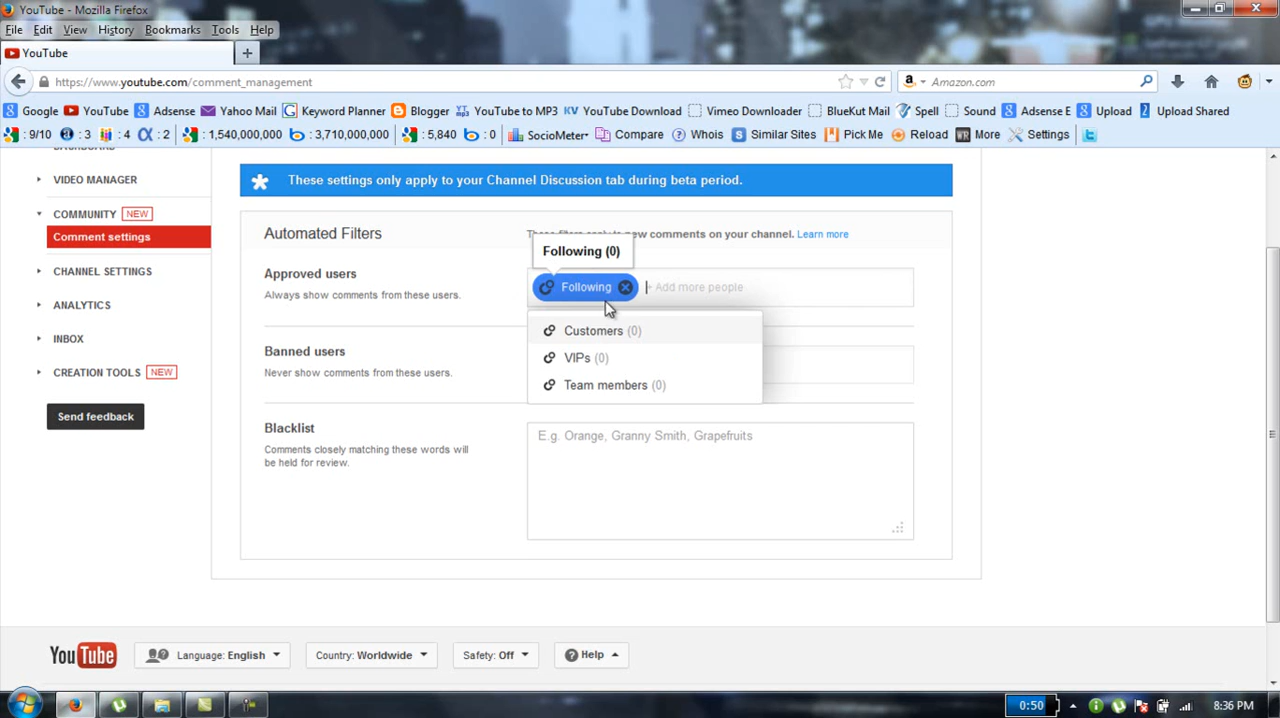 YouTube - Mozilla Firefox
File Edit View History Bookmarks Tools Help
YouTube
https://www.youtube.com/comment_management
Amazon.com
Google YouTube Adsense Yahoo Mail Keyword Planner Blogger YouTube to MP3 KV YouTube Download Vimeo Downloader BlueKut Mail Spell Sound Adsense E Upload Upload Shared
: 9/10 : 3 : 4 : 2 : 1,540,000,000 : 3,710,000,000 : 5,840 : 0 SocioMeter Compare Whois Similar Sites Pick Me Reload More Settings
These settings only apply to your Channel Discussion tab during beta period.
VIDEO MANAGER
COMMUNITY NEW
Comment settings
CHANNEL SETTINGS
ANALYTICS
INBOX
CREATION TOOLS NEW
Send feedback
Automated Filters
new comments on your channel. Learn more
Following (0)
Approved users
Always show comments from these users.
Following
+ Add more people
Customers (0)
VIPs (0)
Team members (0)
Banned users
Never show comments from these users.
Blacklist
Comments closely matching these words will
be held for review.
E.g. Orange, Granny Smith, Grapefruits
YouTube Language: English Country: Worldwide Safety: Off Help
0:50 8:36 PM